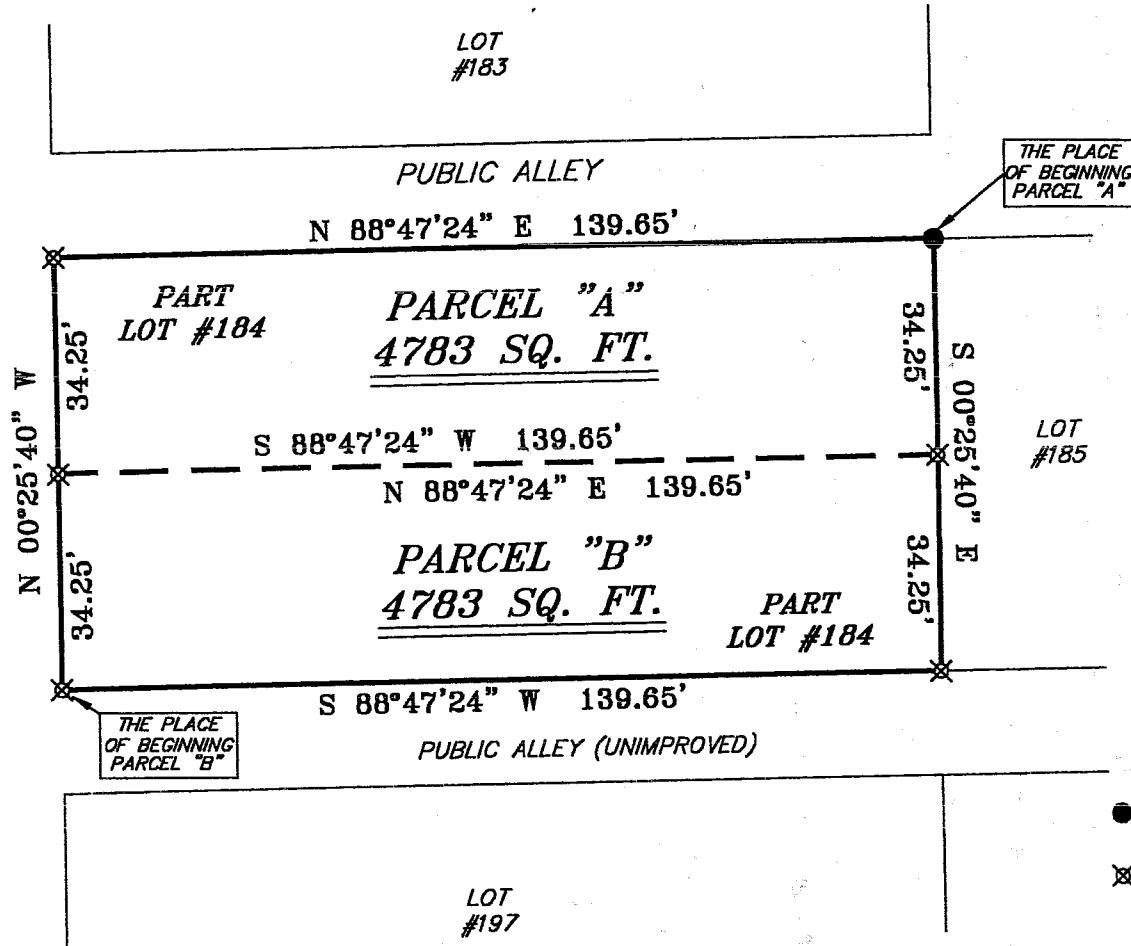 LOT
#183
PUBLIC ALLEY
THE PLACE
OF BEGINNING
PARCEL "A"
N 88°47'24" E 139.65'
PART
LOT #184
PARCEL "A"
4783 SQ. FT.
34.25'
34.25'
N 00°25'40" W
S 00°25'40" E
LOT
#185
S 88°47'24" W 139.65'
N 88°47'24" E 139.65'
PARCEL "B"
4783 SQ. FT.
34.25'
34.25'
PART
LOT #184
S 88°47'24" W 139.65'
THE PLACE
OF BEGINNING
PARCEL "B"
PUBLIC ALLEY (UNIMPROVED)
LOT
#197